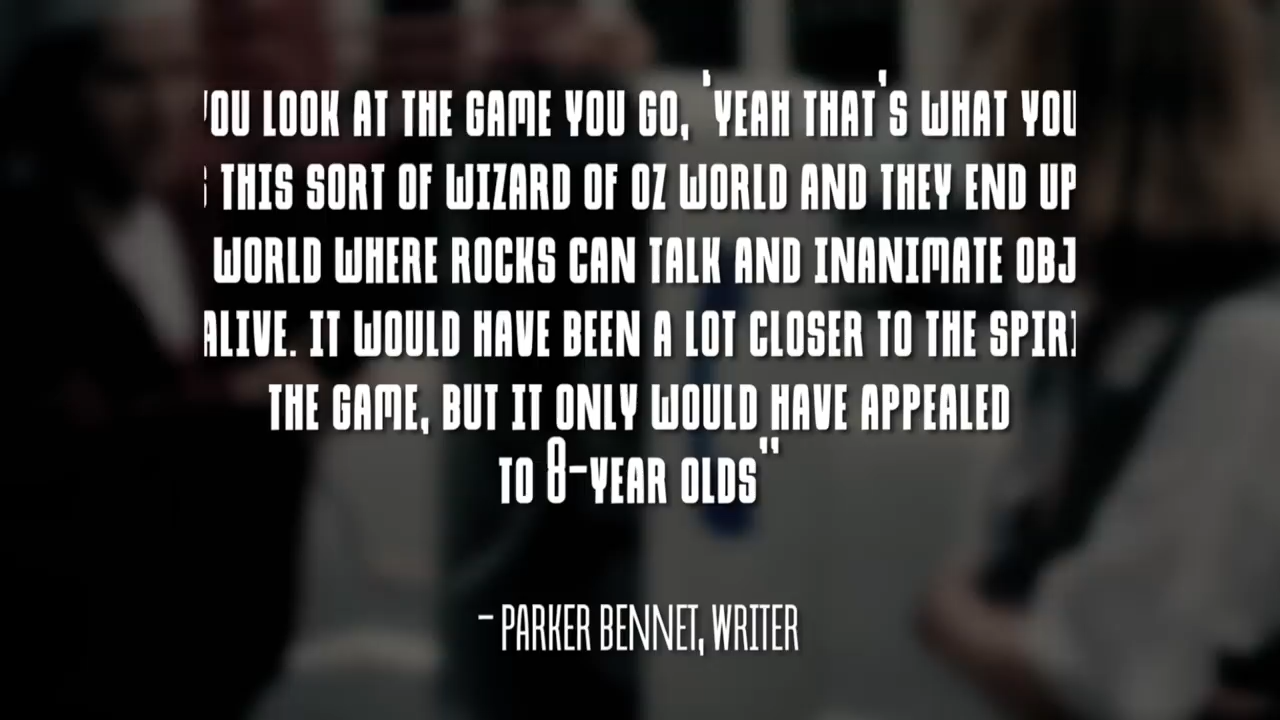 YOU LOOK AT THE GAME YOU GO, 'YEAH THAT'S WHAT YOU
THIS SORT OF WIZARD OF OZ WORLD AND THEY END UP
WORLD WHERE ROCKS CAN TALK AND INANIMATE OBJ
ALIVE. IT WOULD HAVE BEEN A LOT CLOSER TO THE SPIRI
THE GAME, BUT IT ONLY WOULD HAVE APPEALED
TO 8-YEAR OLDS"
- PARKER BENNET, WRITER